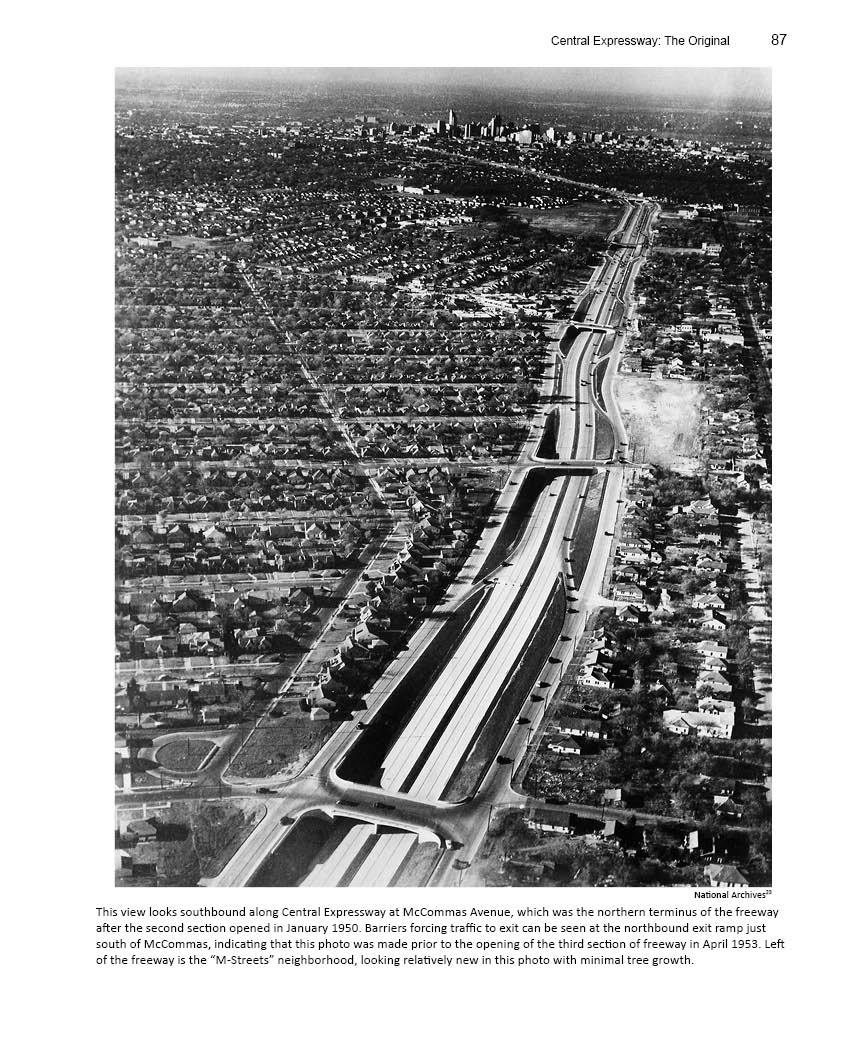 Central Expressway: The Original 87
National Archives²³
This view looks southbound along Central Expressway at McCommas Avenue, which was the northern terminus of the freeway
after the second section opened in January 1950. Barriers forcing traffic to exit can be seen at the northbound exit ramp just
south of McCommas, indicating that this photo was made prior to the opening of the third section of freeway in April 1953. Left
of the freeway is the “M-Streets” neighborhood, looking relatively new in this photo with minimal tree growth.